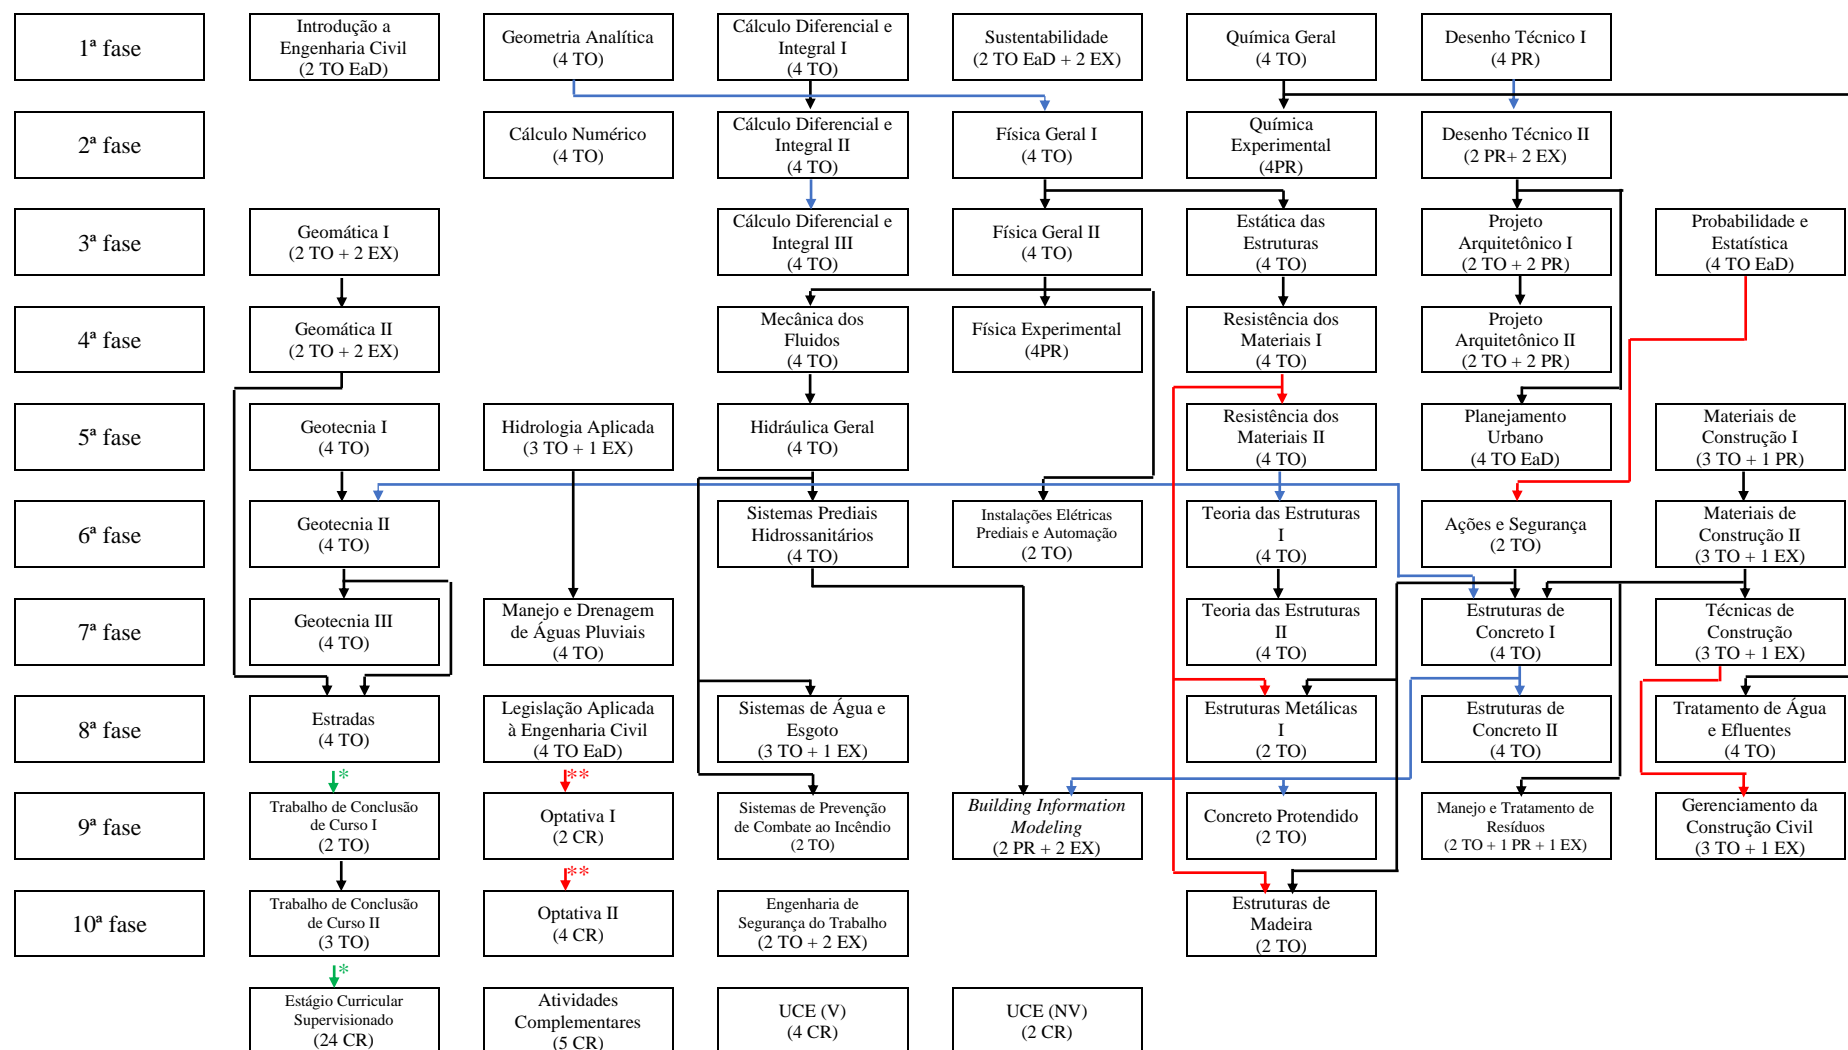 1ª fase
Introdução a
Engenharia Civil
(2 TO EaD)
Geometria Analítica
(4 TO)
Cálculo Diferencial e
Integral I
(4 TO)
Sustentabilidade
(2 TO EaD + 2 EX)
Química Geral
(4 TO)
Desenho Técnico I
(4 PR)
2ª fase
Cálculo Numérico
(4 TO)
Cálculo Diferencial e
Integral II
(4 TO)
Física Geral I
(4 TO)
Química
Experimental
(4PR)
Desenho Técnico II
(2 PR+ 2 EX)
3ª fase
Geomática I
(2 TO + 2 EX)
Cálculo Diferencial e
Integral III
(4 TO)
Física Geral II
(4 TO)
Estática das
Estruturas
(4 TO)
Projeto
Arquitetônico I
(2 TO + 2 PR)
Probabilidade e
Estatística
(4 TO EaD)
4ª fase
Geomática II
(2 TO + 2 EX)
Mecânica dos
Fluidos
(4 TO)
Física Experimental
(4PR)
Resistência dos
Materiais I
(4 TO)
Projeto
Arquitetônico II
(2 TO + 2 PR)
5ª fase
Geotecnia I
(4 TO)
Hidrologia Aplicada
(3 TO + 1 EX)
Hidráulica Geral
(4 TO)
Resistência dos
Materiais II
(4 TO)
Planejamento
Urbano
(4 TO EaD)
Materiais de
Construção I
(3 TO + 1 PR)
6ª fase
Geotecnia II
(4 TO)
Sistemas Prediais
Hidrossanitários
(4 TO)
Instalações Elétricas
Prediais e Automação
(2 TO)
Teoria das Estruturas
I
(4 TO)
Ações e Segurança
(2 TO)
Materiais de
Construção II
(3 TO + 1 EX)
7ª fase
Geotecnia III
(4 TO)
Manejo e Drenagem
de Águas Pluviais
(4 TO)
Teoria das Estruturas
II
(4 TO)
Estruturas de
Concreto I
(4 TO)
Técnicas de
Construção
(3 TO + 1 EX)
8ª fase
Estradas
(4 TO)
Legislação Aplicada
à Engenharia Civil
(4 TO EaD)
Sistemas de Água e
Esgoto
(3 TO + 1 EX)
Estruturas Metálicas
I
(2 TO)
Estruturas de
Concreto II
(4 TO)
Tratamento de Água
e Efluentes
(4 TO)
*
**
9ª fase
Trabalho de Conclusão
de Curso I
(2 TO)
Optativa I
(2 CR)
Sistemas de Prevenção
de Combate ao Incêndio
(2 TO)
Building Information
Modeling
(2 PR + 2 EX)
Concreto Protendido
(2 TO)
Manejo e Tratamento de
Resíduos
(2 TO + 1 PR + 1 EX)
Gerenciamento da
Construção Civil
(3 TO + 1 EX)
**
10ª fase
Trabalho de Conclusão
de Curso II
(3 TO)
Optativa II
(4 CR)
Engenharia de
Segurança do Trabalho
(2 TO + 2 EX)
Estruturas de
Madeira
(2 TO)
*
Estágio Curricular
Supervisionado
(24 CR)
Atividades
Complementares
(5 CR)
UCE (V)
(4 CR)
UCE (NV)
(2 CR)